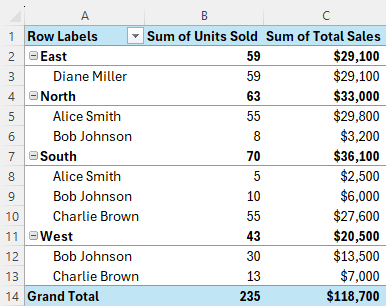 A B C
1 Row Labels Sum of Units Sold Sum of Total Sales
2 East 59 $29,100
3 Diane Miller 59 $29,100
4 North 63 $33,000
5 Alice Smith 55 $29,800
6 Bob Johnson 8 $3,200
7 South 70 $36,100
8 Alice Smith 5 $2,500
9 Bob Johnson 10 $6,000
10 Charlie Brown 55 $27,600
11 West 43 $20,500
12 Bob Johnson 30 $13,500
13 Charlie Brown 13 $7,000
14 Grand Total 235 $118,700